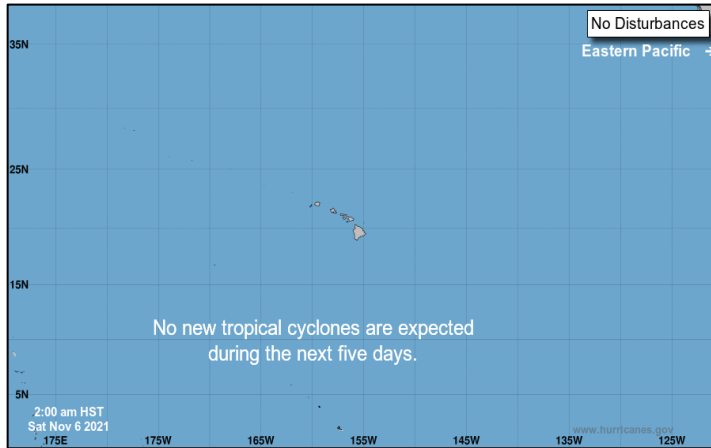 No Disturbances
35N
Eastern Pacific →
25N
15N
No new tropical cyclones are expected
during the next five days.
5N
2:00 am HST
Sat Nov 6 2021
www.hurricanes.gov
175E
175W
165W
155W
145W
135W
125W